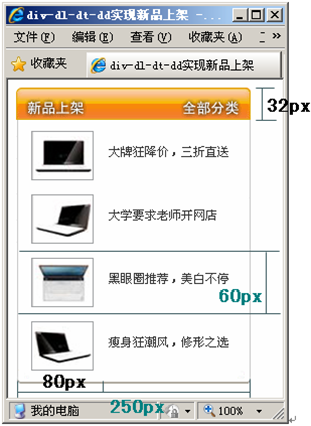 div-dl-dt-dd实现新品上架 - ...
文件(F) 编辑(E) 查看(V) 收藏夹(A) 二 »
收藏夹 div-dl-dt-dd实现新品上架
新品上架 全部分类
32px
大牌狂降价，三折直送
大学要求老师开网店
黑眼圈推荐，美白不停
60px
瘦身狂潮风，修形之选
80px
250px
我的电脑 100%